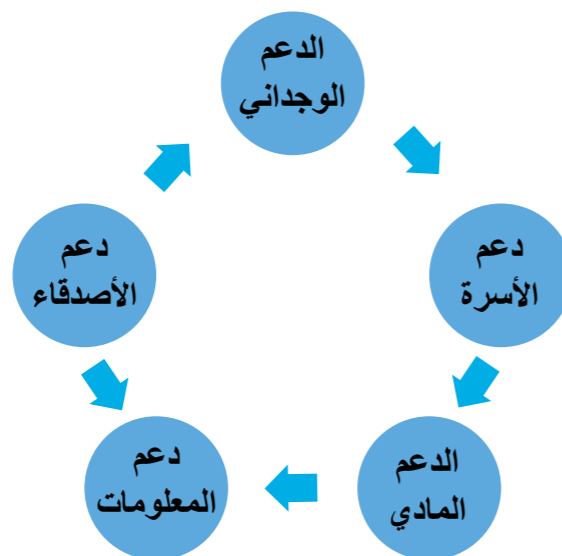 الدعم
الوجداني
دعم
الأسرة
الدعم
المادي
دعم
المعلومات
دعم
الأصدقاء